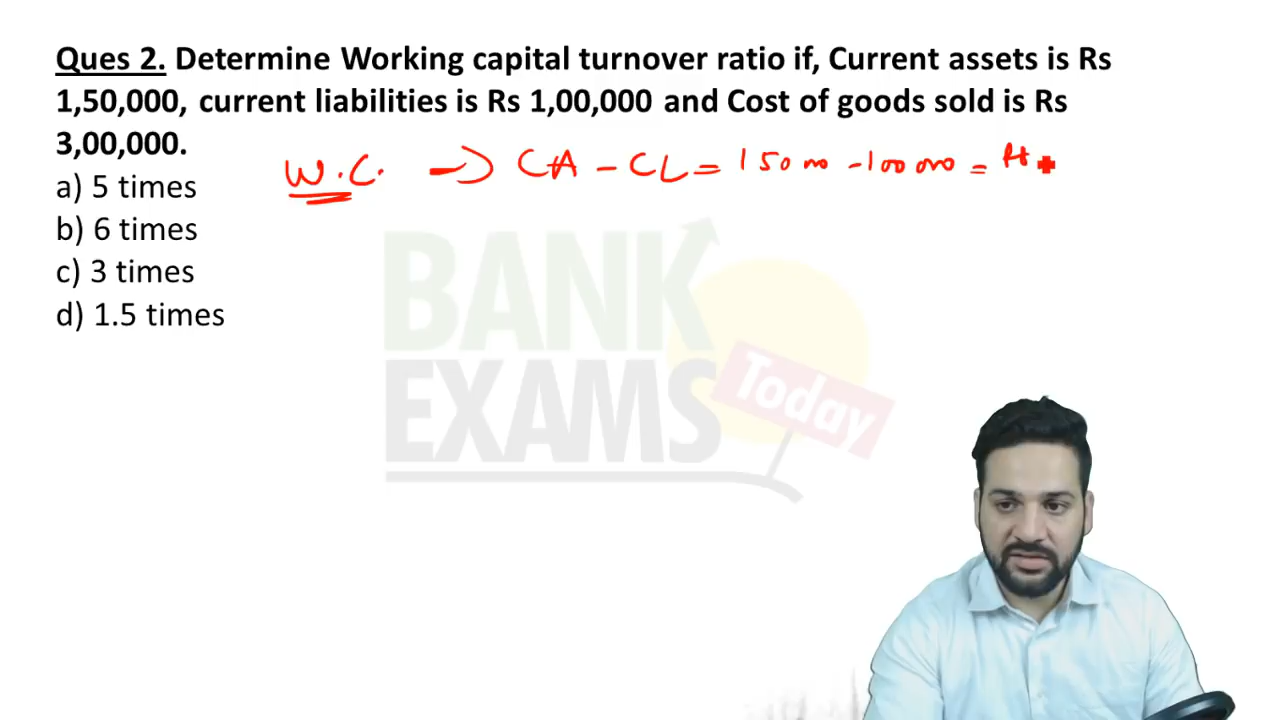 Ques 2. Determine Working capital turnover ratio if, Current assets is Rs
1,50,000, current liabilities is Rs 1,00,000 and Cost of goods sold is Rs
3,00,000.
W.C. → CA - CL = 150000 - 100000 =
a) 5 times
b) 6 times
c) 3 times
d) 1.5 times
BANK
EXAMS
Today